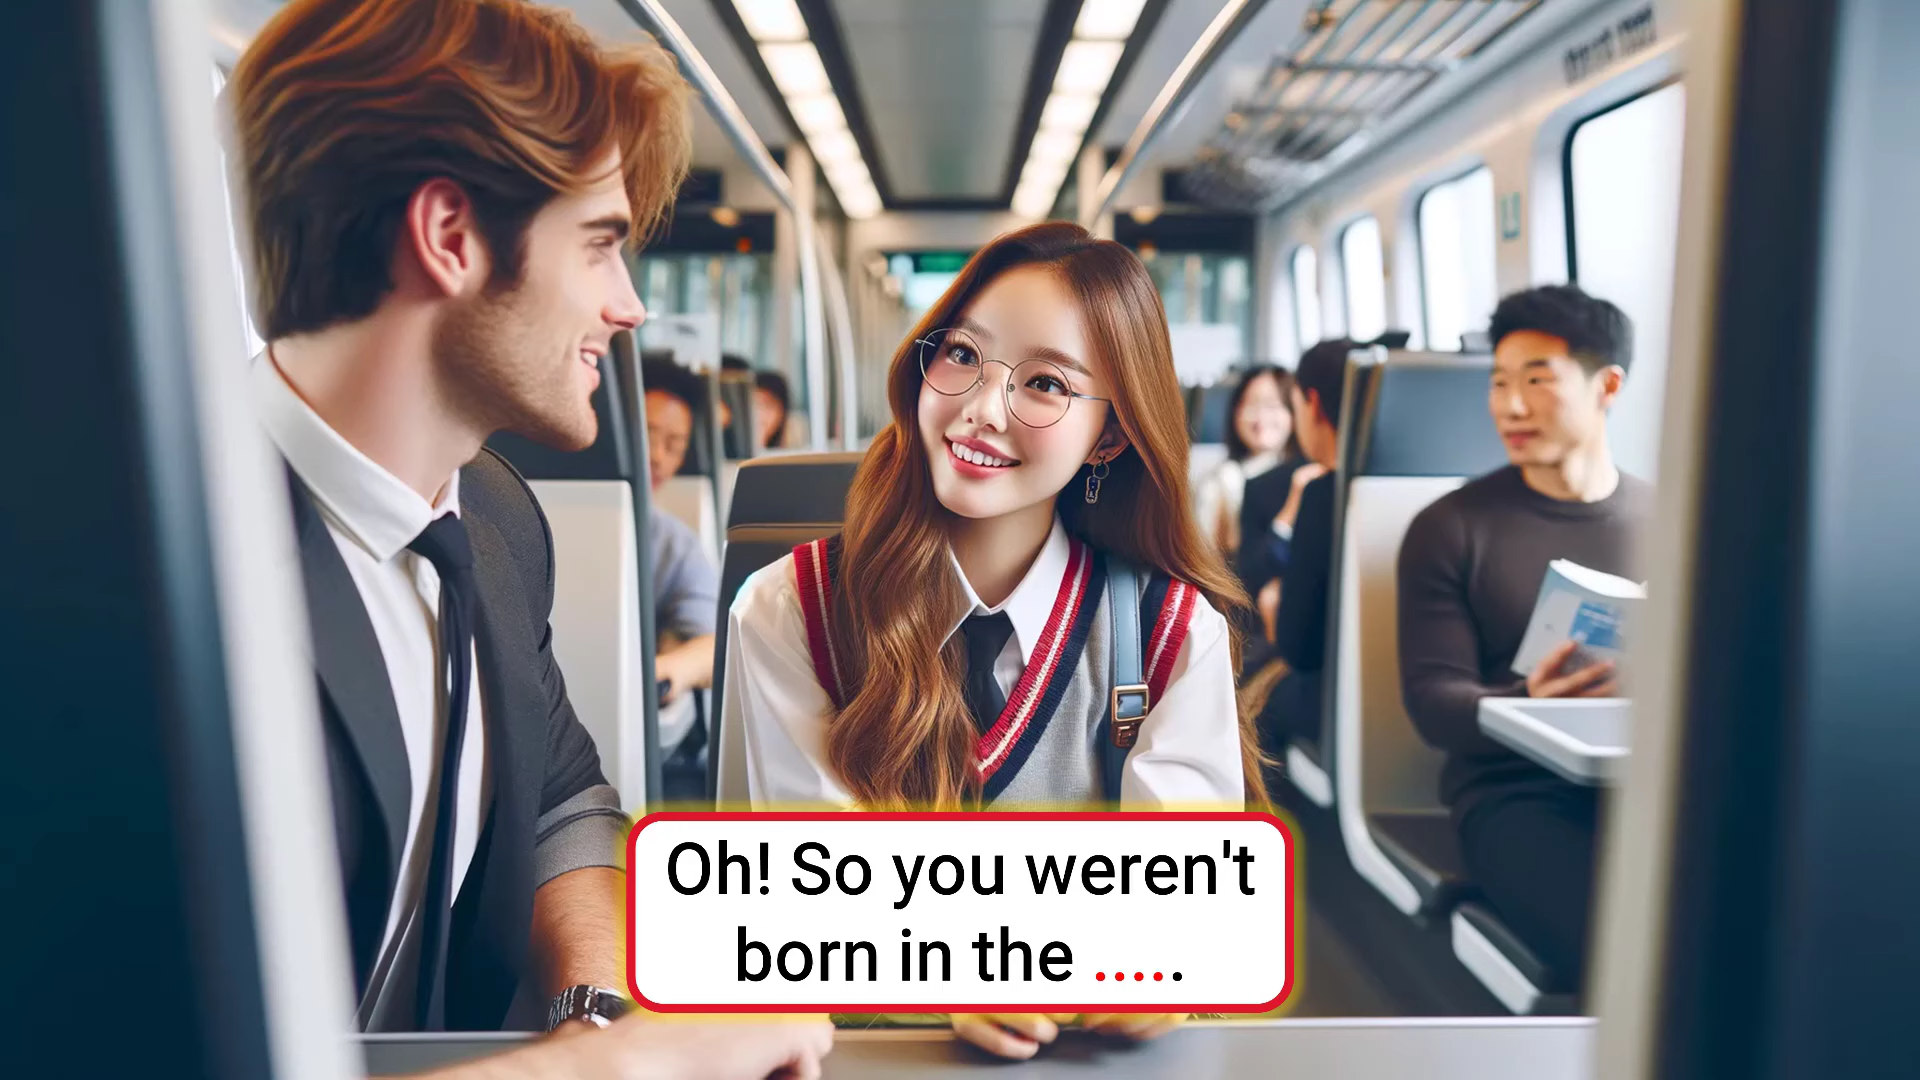 Oh! So you weren't
born in the .....